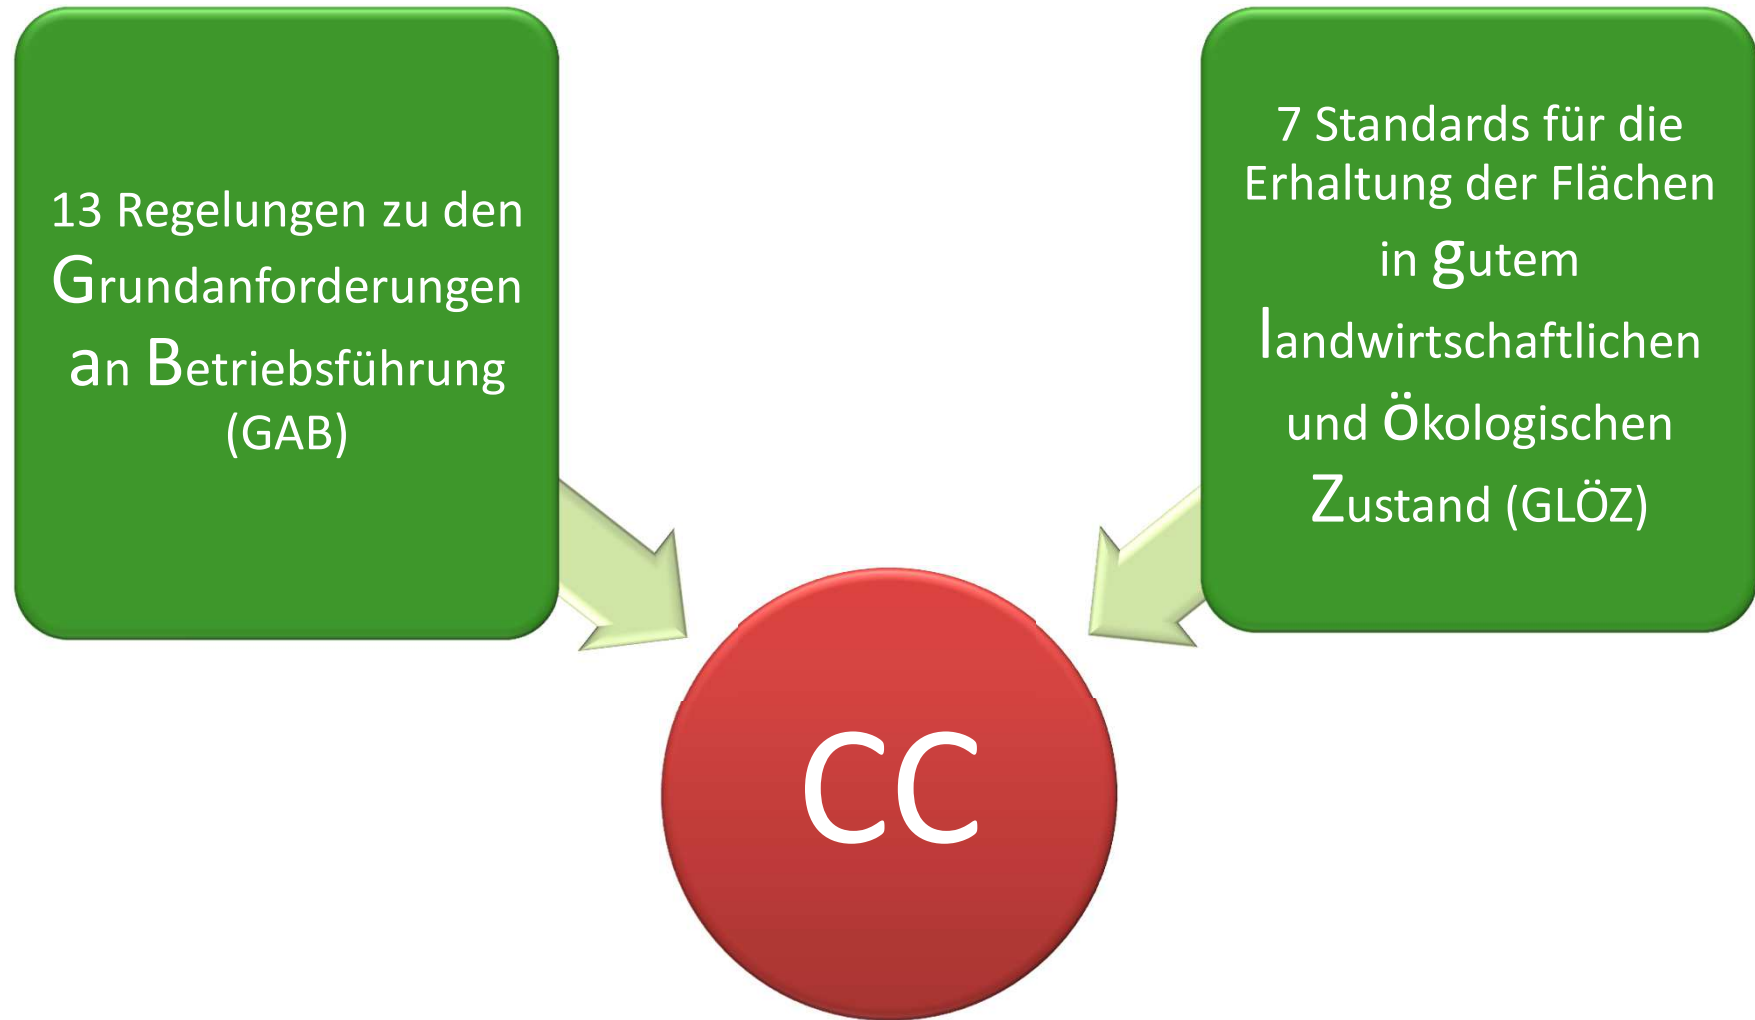 13 Regelungen zu den
Grundanforderungen
an Betriebsführung
(GAB)
7 Standards für die
Erhaltung der Flächen
in gutem
landwirtschaftlichen
und ökologischen
Zustand (GLÖZ)
CC